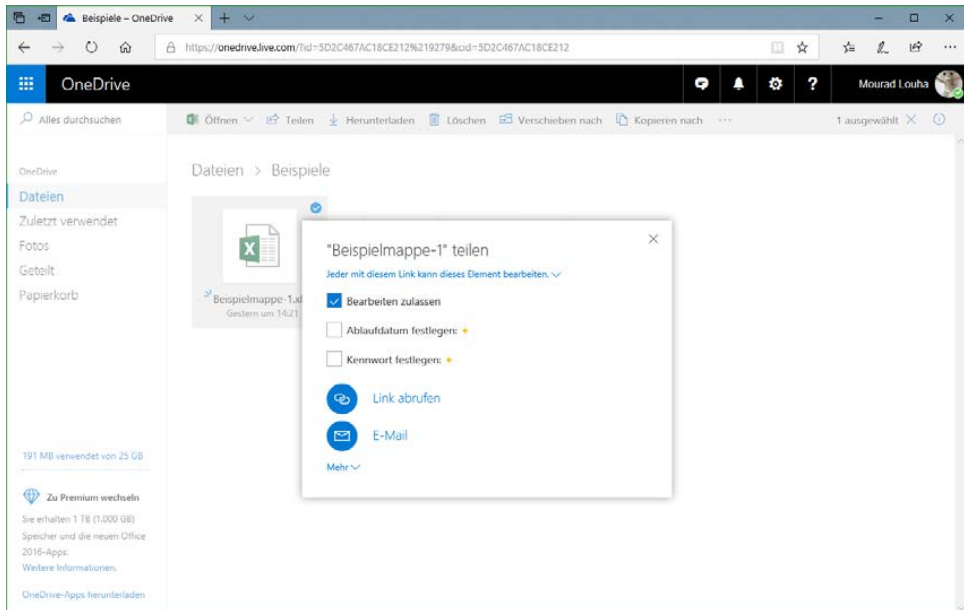 Beispiele – OneDrive
https://onedrive.live.com/?id=5D2C467AC18CE212%219279&cid=5D2C467AC18CE212
OneDrive
Mourad Louha
Alles durchsuchen
Öffnen
Teilen
Herunterladen
Löschen
Verschieben nach
Kopieren nach
1 ausgewählt
OneDrive
Dateien
Zuletzt verwendet
Fotos
Geteilt
Papierkorb
191 MB verwendet von 25 GB
Zu Premium wechseln
Sie erhalten 1 TB (1.000 GB)
Speicher und die neuen Office
2016-Apps.
Weitere Informationen.
OneDrive-Apps herunterladen
Dateien > Beispiele
Beispielmappe-1.xl
Gestern um 14:21
"Beispielmappe-1" teilen
Jeder mit diesem Link kann dieses Element bearbeiten.
Bearbeiten zulassen
Ablaufdatum festlegen:
Kennwort festlegen:
Link abrufen
E-Mail
Mehr